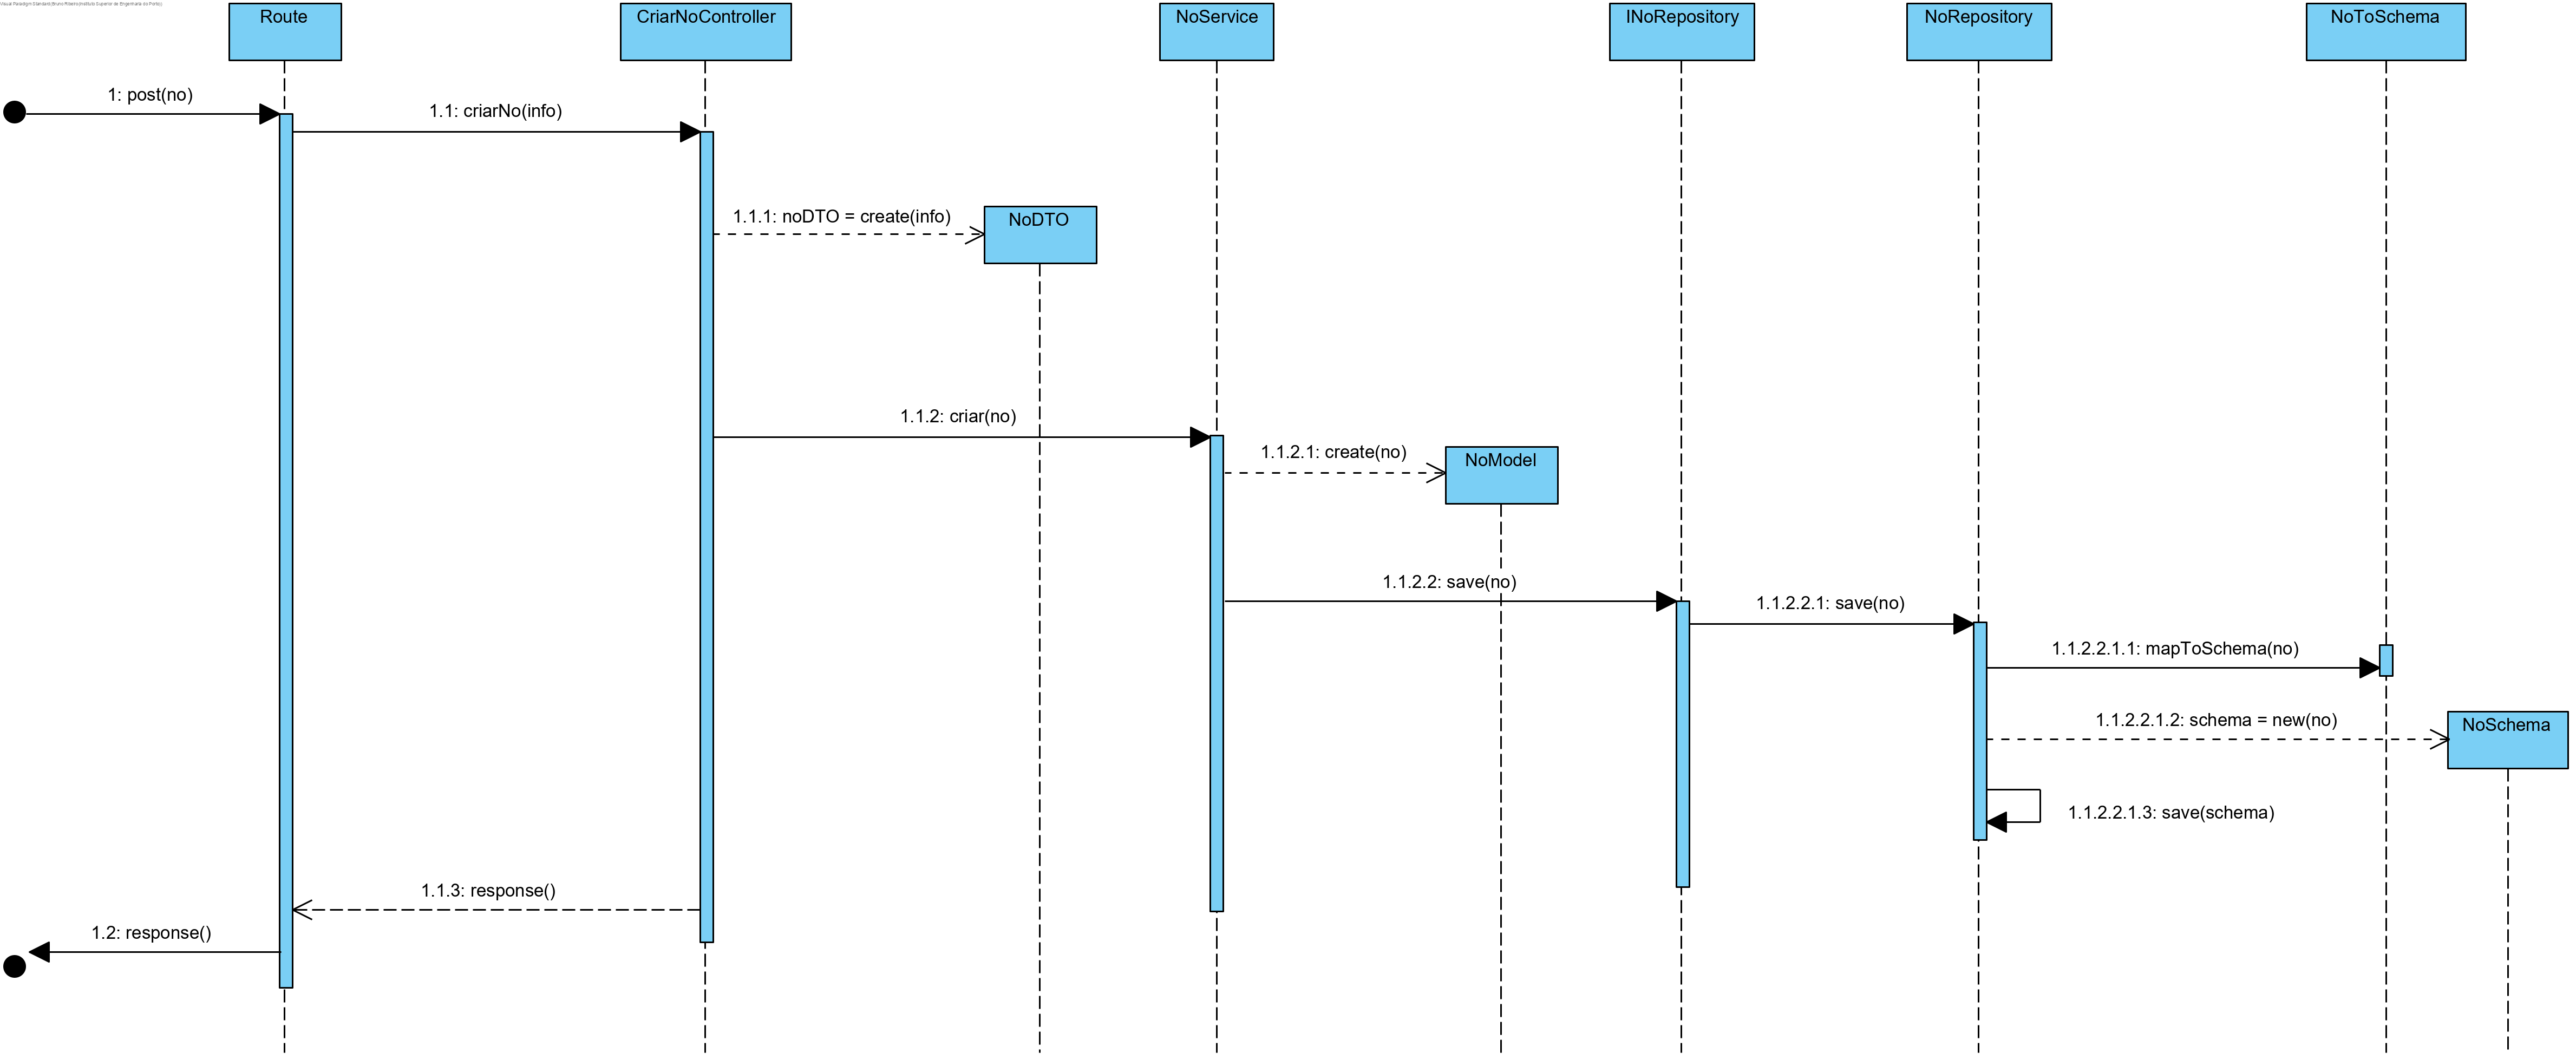 Visual Paradigm Standard(Bruno Ribeiro(Instituto Superior de Engenharia do Porto))
Route
CriarNoController
NoService
INoRepository
NoRepository
NoToSchema
1: post(no)
1.1: criarNo(info)
1.1.1: noDTO = create(info)
NoDTO
1.1.2: criar(no)
1.1.2.1: create(no)
NoModel
1.1.2.2: save(no)
1.1.2.2.1: save(no)
1.1.2.2.1.1: mapToSchema(no)
1.1.2.2.1.2: schema = new(no)
NoSchema
1.1.2.2.1.3: save(schema)
1.1.3: response()
1.2: response()